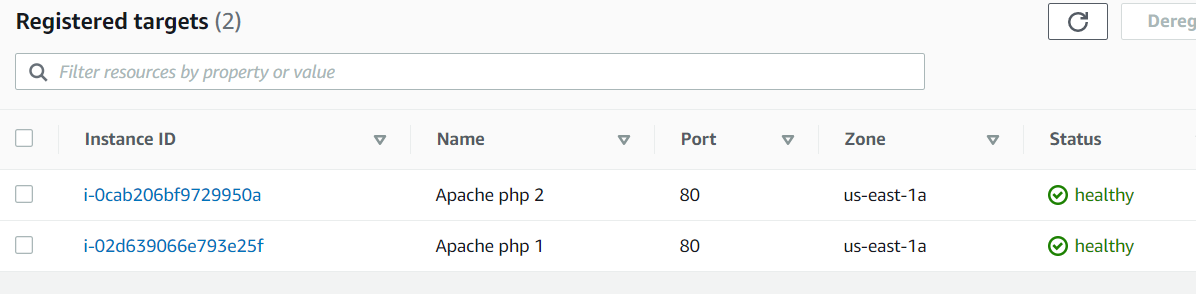 Registered targets (2)
Dereg
Filter resources by property or value
Instance ID Name Port Zone Status
i-0cab206bf9729950a Apache php 2 80 us-east-1a healthy
i-02d639066e793e25f Apache php 1 80 us-east-1a healthy